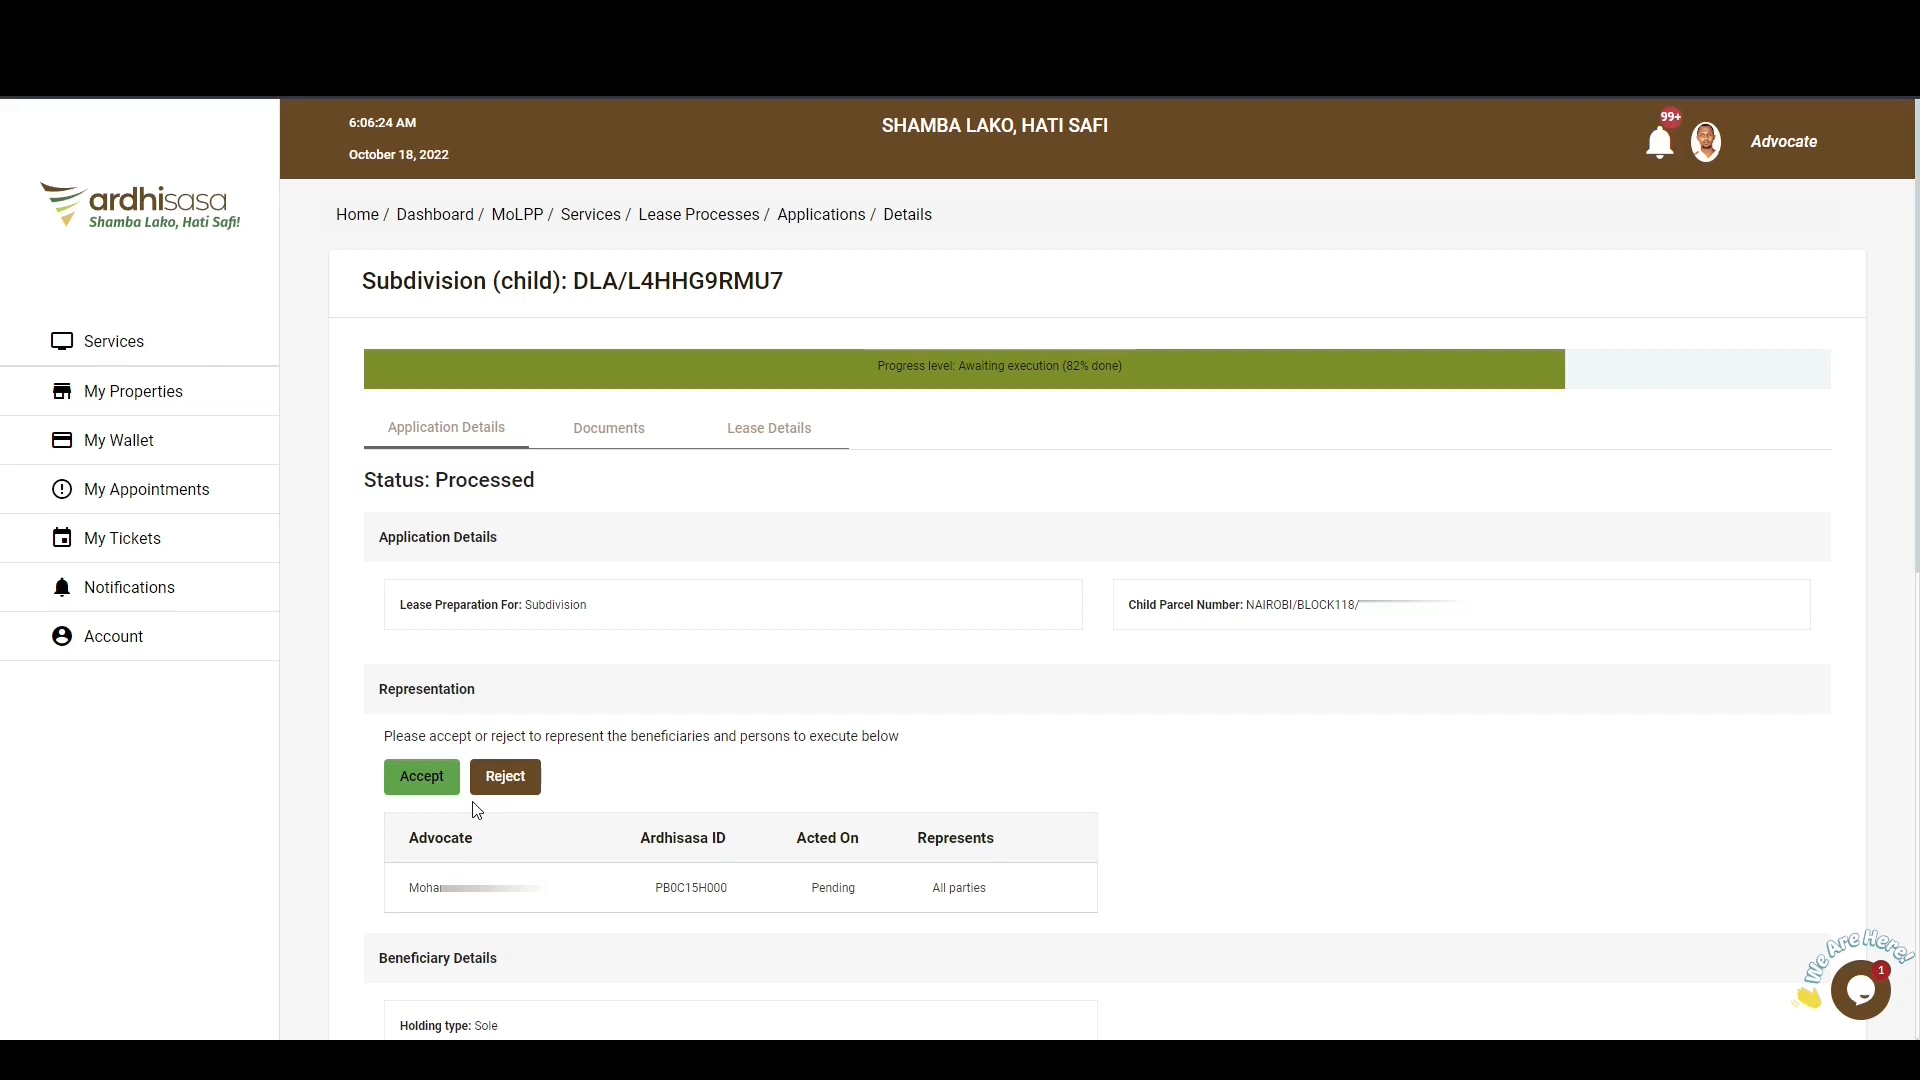 6:06:24 AM
October 18, 2022
SHAMBA LAKO, HATI SAFI
99+
Advocate
ardhisasa
Shamba Lako, Hati Safi!
Services
My Properties
My Wallet
My Appointments
My Tickets
Notifications
Account
Home / Dashboard / MoLPP / Services / Lease Processes / Applications / Details
Subdivision (child): DLA/L4HHG9RMU7
Progress level: Awaiting execution (82% done)
Application Details Documents Lease Details
Status: Processed
Application Details
Lease Preparation For: Subdivision
Child Parcel Number: NAIROBI/BLOCK118/
Representation
Please accept or reject to represent the beneficiaries and persons to execute below
Accept Reject
Advocate Ardhisasa ID Acted On Represents
PB0C15H000 Pending All parties
Beneficiary Details
Holding type: Sole
We Are Here!
1